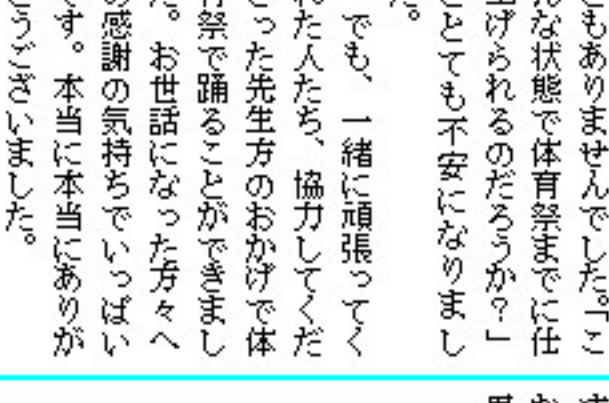 ともありませんでした。「こ
んな状態で体育祭までに仕
上げられるのだろうか？」
ととても不安になりまし
た。
でも、一緒に頑張ってく
れた人たち、協力してくだ
さった先生方のおかげで体
育祭で踊ることができまし
た。お世話になった方々へ
の感謝の気持ちでいっぱい
です。本当に本当にありが
とうございました。